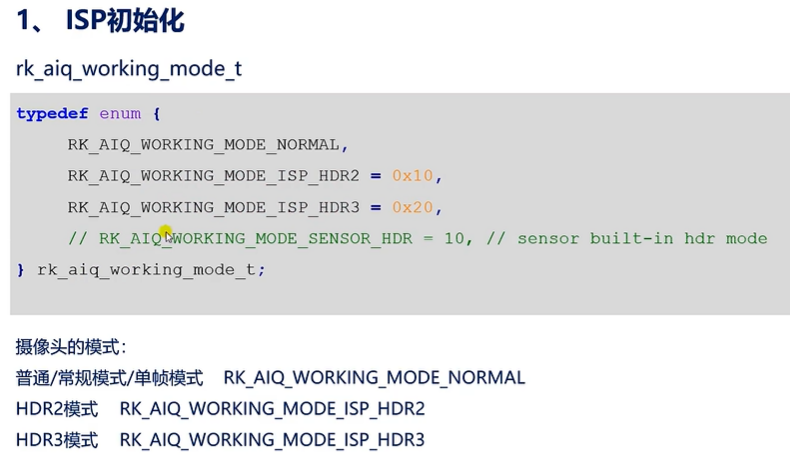 1、 ISP初始化
rk_aiq_working_mode_t
typedef enum {
RK_AIQ_WORKING_MODE_NORMAL,
RK_AIQ_WORKING_MODE_ISP_HDR2 = 0x10,
RK_AIQ_WORKING_MODE_ISP_HDR3 = 0x20,
// RK_AIQ_WORKING_MODE_SENSOR_HDR = 10, // sensor built-in hdr mode
} rk_aiq_working_mode_t;
摄像头的模式：
普通/常规模式/单帧模式 RK_AIQ_WORKING_MODE_NORMAL
HDR2模式 RK_AIQ_WORKING_MODE_ISP_HDR2
HDR3模式 RK_AIQ_WORKING_MODE_ISP_HDR3